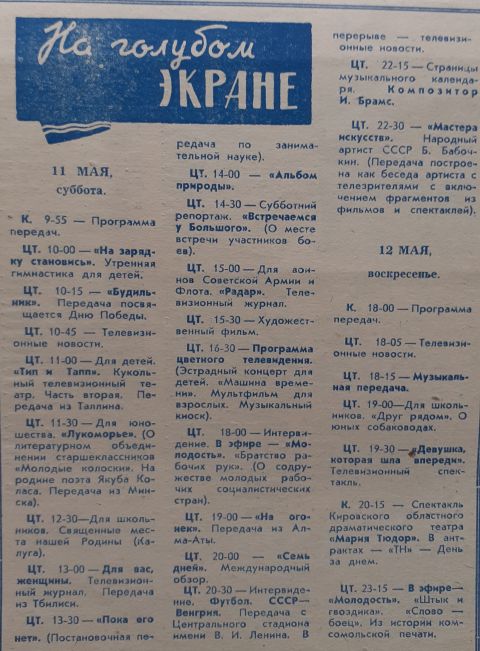 На голубом
ЭКРАНЕ
11 МАЯ,
суббота.
К. 9-55 — Программа
передач.
ЦТ. 10-00 — «На заряд-
ку становись». Утренняя
гимнастика для детей.
ЦТ. 10-15 — «Будиль-
ник». Передача посвя-
щается Дню Победы.
ЦТ. 10-45 — Телевизи-
онные новости.
ЦТ. 11-00 — Для детей.
«Тип и Тапп». Куколь-
ный телевизионный те-
атр. Часть вторая. Пе-
редача из Таллина.
ЦТ. 11-30 — Для юно-
шества. «Лукоморье». (О
литературном объедине-
нии старшеклассников
«Молодые колоски». На
родине поэта Якуба Ко-
ласа. Передача из Мин-
ска).
ЦТ. 12-30—Для школь-
ников. Священные мес-
та нашей Родины (Ка-
луга).
ЦТ. 13-00 — Для вас,
женщины. Телевизион-
ный журнал. Передача
из Тбилиси.
ЦТ. 13-30 — «Пока его
нет». (Постановочная пе-
редача по занима-
тельной науке).
ЦТ. 14-00 — «Альбом
природы».
ЦТ. 14-30 — Субботний
репортаж. «Встречаемся
у Большого». (О месте
встречи участников бо-
ев).
ЦТ. 15-00 — Для вои-
нов Советской Армии и
Флота. «Радар». Теле-
визионный журнал.
ЦТ. 15-30 — Художест-
венный фильм.
ЦТ. 16-30 — Программа
цветного телевидения.
(Эстрадный концерт для
детей. «Машина време-
ни». Мультфильм для
взрослых. Музыкальный
киоск).
ЦТ. 18-00 — Интерви-
дение. В эфире — «Мо-
лодость». «Братство ра-
бочих рук». (О содру-
жестве молодых рабо-
чих социалистических
стран).
ЦТ. 19-00 — «На ого-
нек». Передача из Ал-
ма-Аты.
ЦТ. 20-00 — «Семь
дней». Международный
обзор.
ЦТ. 20-30 — Интервиде-
ние. Футбол. СССР—
Венгрия. Передача с
Центрального стадиона
имени В. И. Ленина. В
перерыве — телевизи-
онные новости.
ЦТ. 22-15 — Страницы
музыкального календа-
ря. Композитор
И. Брамс.
ЦТ. 22-30 — «Мастера
искусств». Народный
артист СССР Б. Бабоч-
кин. (Передача построе-
на как беседа артиста с
телезрителями с вклю-
чением фрагментов из
фильмов и спектаклей).
12 МАЯ,
воскресенье.
К. 18-00 — Программа
передач.
ЦТ. 18-05 — Телевизи-
онные новости.
ЦТ. 18-15 — Музыкаль-
ная передача.
ЦТ. 19-00—Для школь-
ников. «Друг рядом». О
юных собаководах.
ЦТ. 19-30 — «Девушка,
которая шла впереди».
Телевизионный спек-
такль.
К. 20-15 — Спектакль
Кировского областного
драматического театра
«Мария Тюдор». В ант-
рактах — «ТН» — День
за днем.
ЦТ. 23-15 — В эфире—
«Молодость». «Штык и
гвоздика». «Слово —
боец». Из истории ком-
сомольской печати.